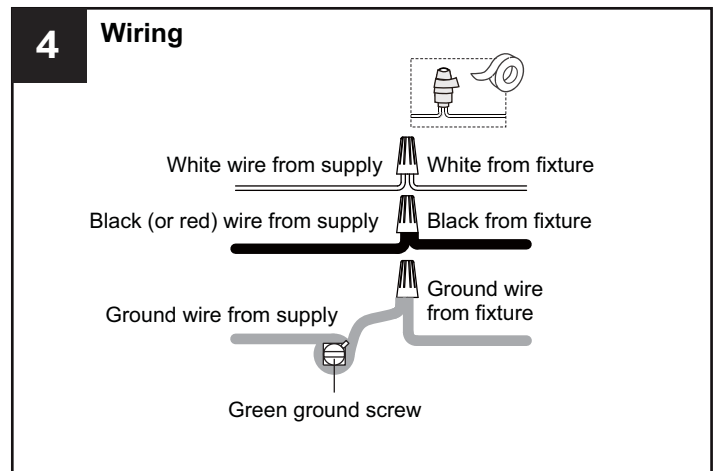 4
Wiring
White wire from supply
White from fixture
Black (or red) wire from supply
Black from fixture
Ground wire from supply
Ground wire
from fixture
Green ground screw